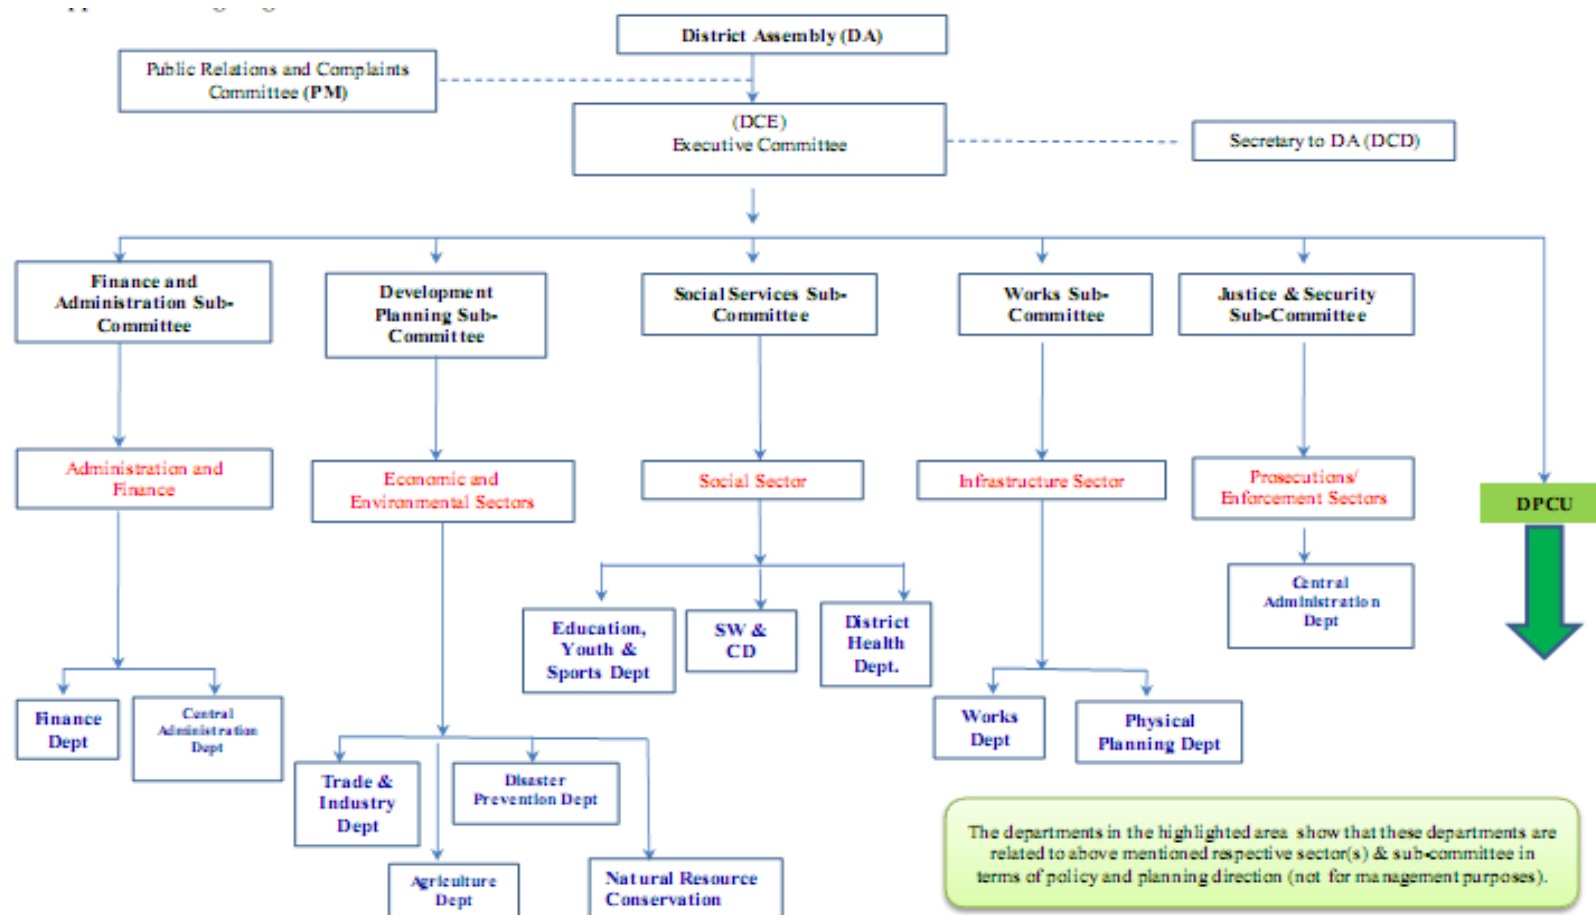 District Assembly (DA)
Public Relations and Complaints
Committee (PM)
(DCE)
Executive Committee
Secretary to DA (DCD)
Finance and
Administration Sub-
Committee
Development
Planning Sub-
Committee
Social Services Sub-
Committee
Works Sub-
Committee
Justice & Security
Sub-Committee
Administration and
Finance
Economic and
Environmental Sectors
Social Sector
Infrastructure Sector
Prosecutions/
Enforcement Sectors
DPCU
Finance
Dept
Central
Administration
Dept
Trade &
Industry
Dept
Agriculture
Dept
Disaster
Prevention Dept
Natural Resource
Conservation
Education,
Youth &
Sports Dept
SW &
CD
District
Health
Dept.
Works
Dept
Physical
Planning Dept
Central
Administration
Dept
The departments in the highlighted area show that these departments are
related to above mentioned respective sector(s) & sub-committee in
terms of policy and planning direction (not for management purposes).